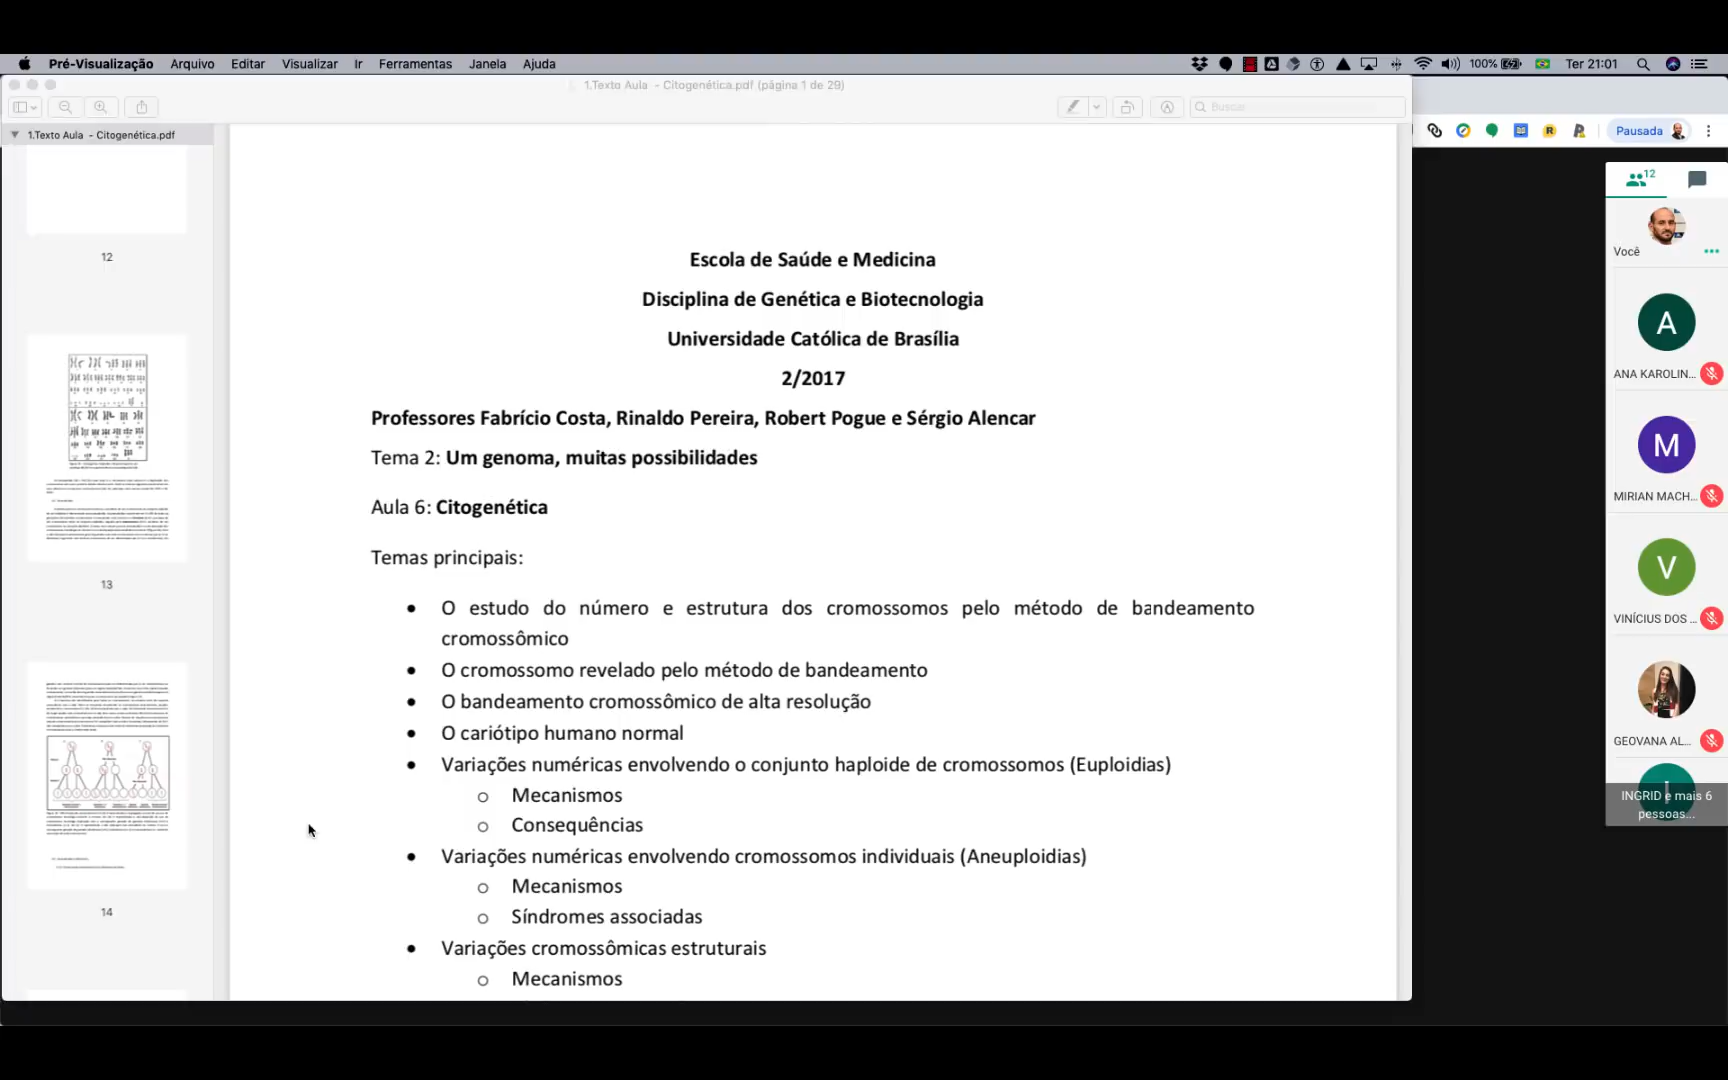 Pré-Visualização Arquivo Editar Visualizar Ir Ferramentas Janela Ajuda 100% Ter 21:01
1.Texto Aula - Citogenética.pdf (página 1 de 29)
Buscar
1.Texto Aula - Citogenética.pdf
Pausada
12
13
14
Escola de Saúde e Medicina
Disciplina de Genética e Biotecnologia
Universidade Católica de Brasília
2/2017
Professores Fabrício Costa, Rinaldo Pereira, Robert Pogue e Sérgio Alencar
Tema 2: Um genoma, muitas possibilidades
Aula 6: Citogenética
Temas principais:
• O estudo do número e estrutura dos cromossomos pelo método de bandeamento
cromossômico
• O cromossomo revelado pelo método de bandeamento
• O bandeamento cromossômico de alta resolução
• O cariótipo humano normal
• Variações numéricas envolvendo o conjunto haploide de cromossomos (Euploidias)
o Mecanismos
o Consequências
• Variações numéricas envolvendo cromossomos individuais (Aneuploidias)
o Mecanismos
o Síndromes associadas
• Variações cromossômicas estruturais
o Mecanismos
12
Você
A
ANA KAROLIN...
M
MIRIAN MACH...
V
VINÍCIUS DOS ...
GEOVANA AL...
I
INGRID e mais 6
pessoas...